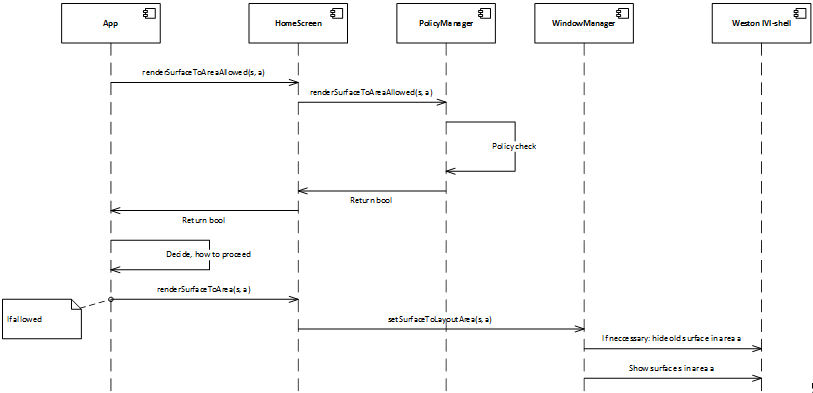 App
HomeScreen
PolicyManager
WindowManager
Weston IVI-shell
renderSurfaceToAreaAllowed(s, a)
renderSurfaceToAreaAllowed(s, a)
Policy check
Return bool
Return bool
Decide, how to proceed
renderSurfaceToArea(s, a)
If allowed
setSurfaceToLayoutArea(s, a)
If neccessary: hide old surface in area a
Show surface s in area a